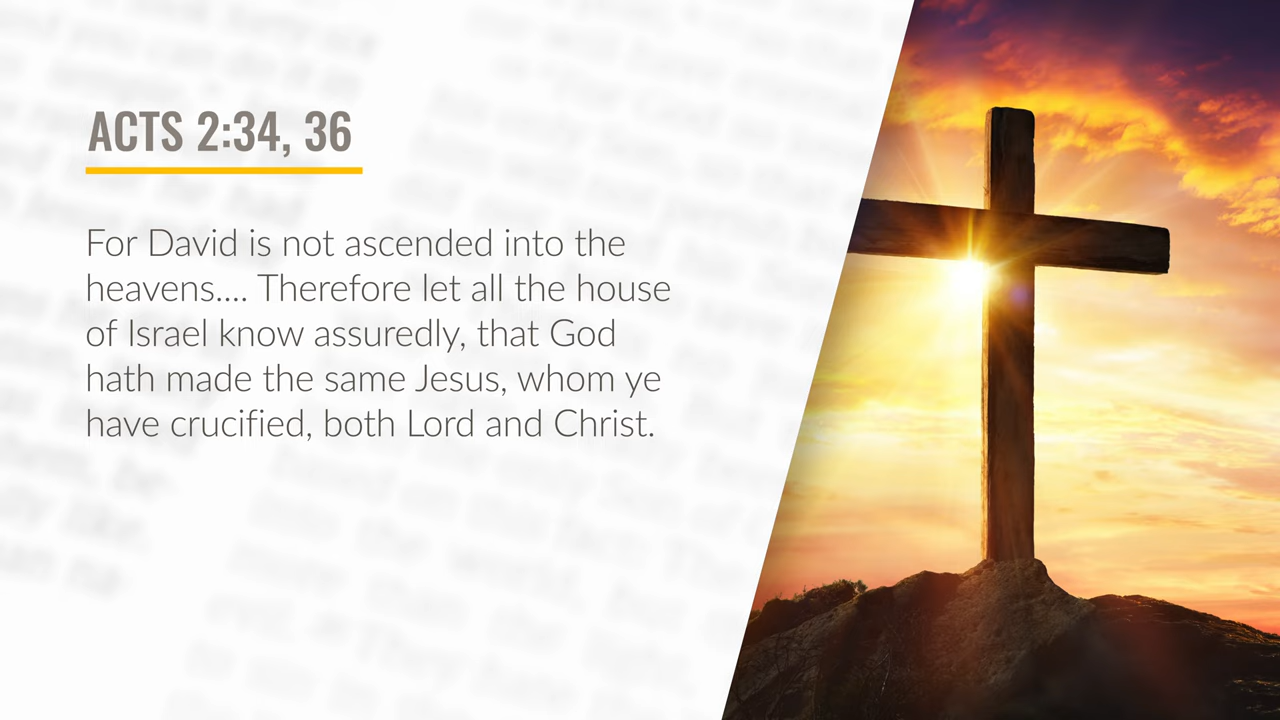 ACTS 2:34, 36
For David is not ascended into the
heavens.... Therefore let all the house
of Israel know assuredly, that God
hath made the same Jesus, whom ye
have crucified, both Lord and Christ.